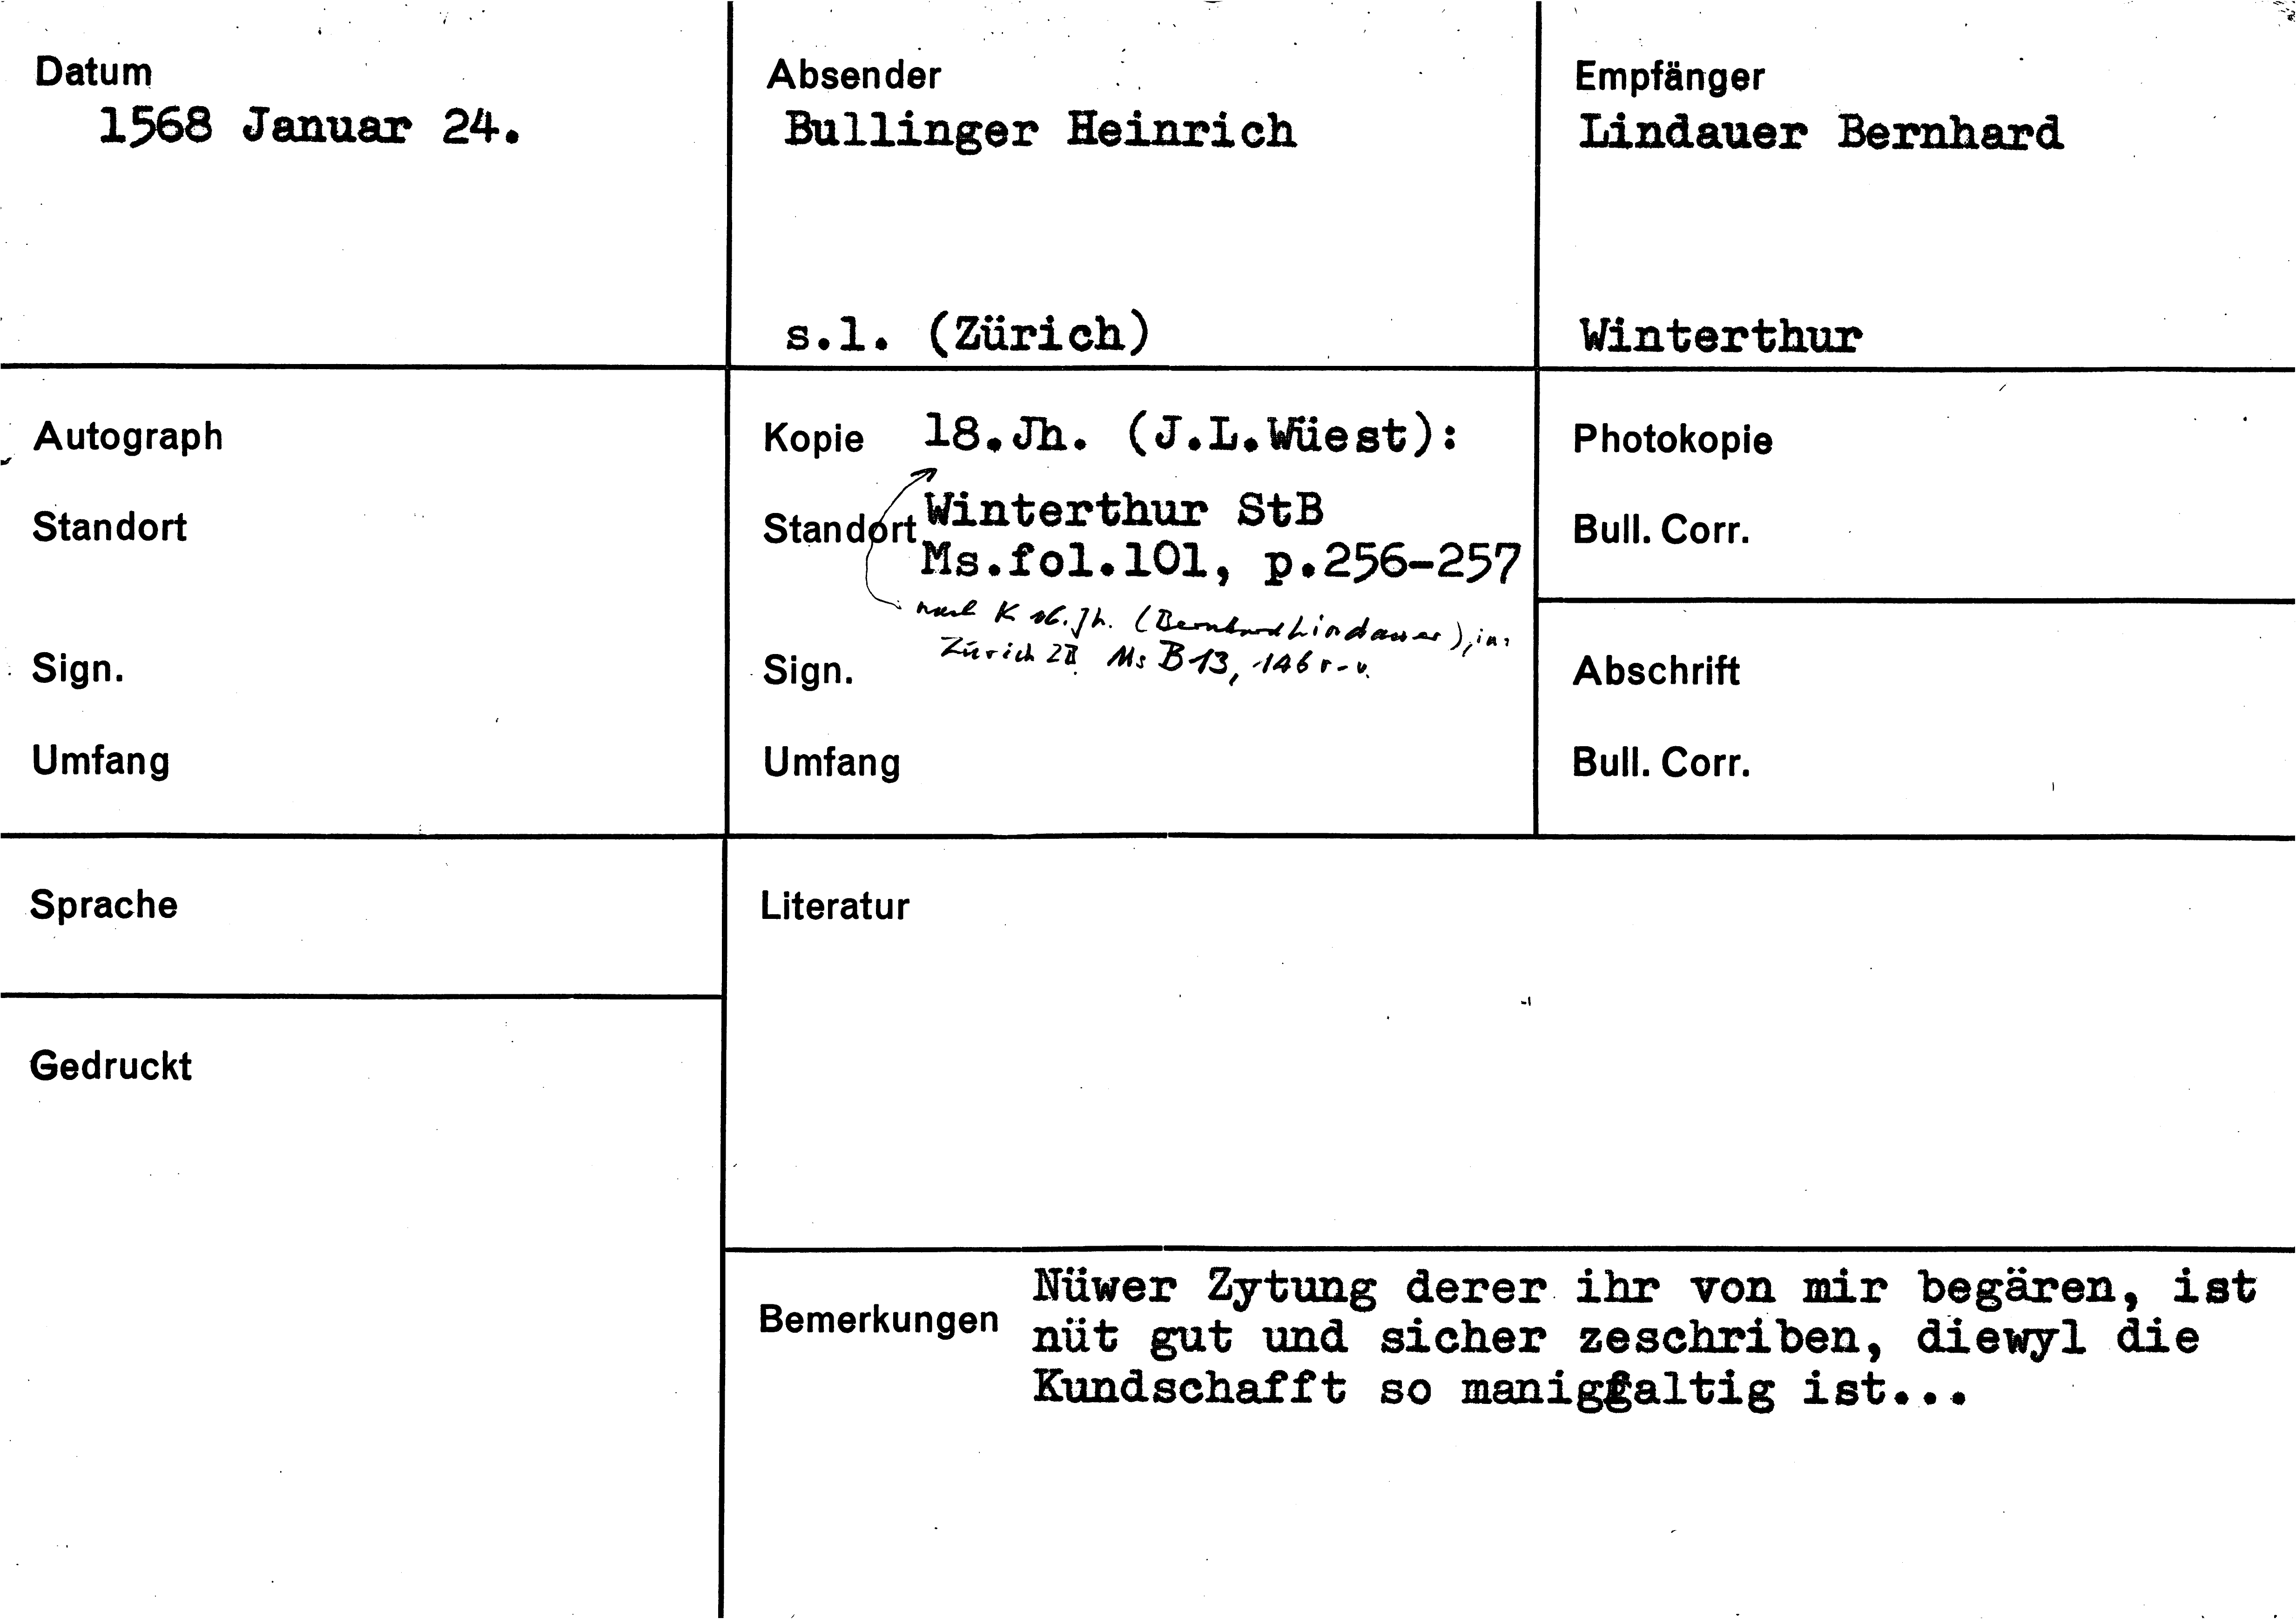 Datum
1568 Januar 24.
Absender
Bullinger Heinrich
s.l. (Zürich)
Empfänger
Lindauer Bernhard
Winterthur
Autograph
Standort
Sign.
Umfang
Kopie 18.Jh. (J.L.Wüest):
Standort Winterthur StB
Ms.fol.101, p.256-257
nach K 16. Jh. (Bernhard Lindauer), in:
Zürich ZB Ms B 13, 146 r-v.
Sign.
Umfang
Photokopie
Bull. Corr.
Abschrift
Bull. Corr.
Sprache
Gedruckt
Literatur
Bemerkungen
Nüwer Zytung derer ihr von mir begären, ist
nüt gut und sicher zeschriben, diewyl die
Kundschafft so manigfaltig ist...